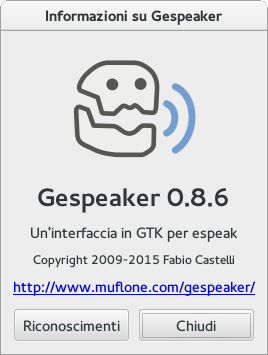 Informazioni su Gespeaker
Gespeaker 0.8.6
Un'interfaccia in GTK per espeak
Copyright 2009-2015 Fabio Castelli
http://www.muflone.com/gespeaker/
Riconoscimenti
Chiudi